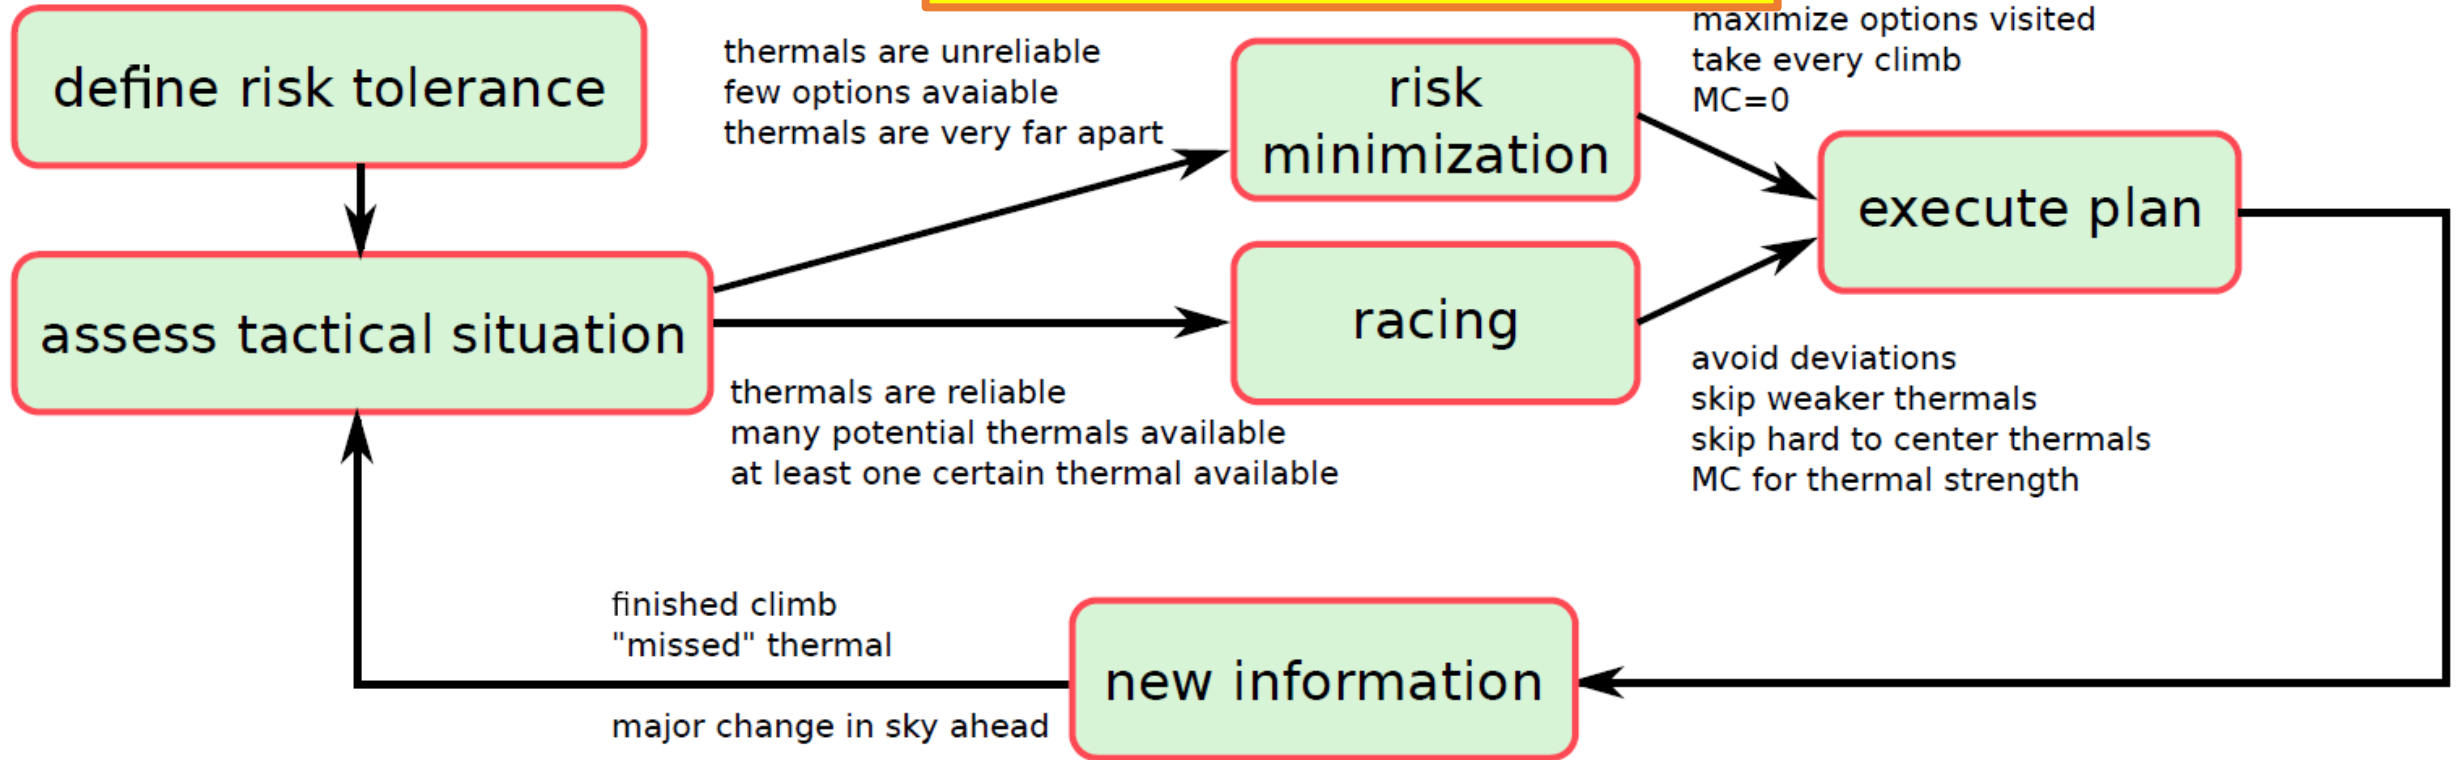 define risk tolerance
thermals are unreliable
few options avaiable
thermals are very far apart
risk
minimization
maximize options visited
take every climb
MC=0
execute plan
assess tactical situation
racing
thermals are reliable
many potential thermals available
at least one certain thermal available
avoid deviations
skip weaker thermals
skip hard to center thermals
MC for thermal strength
finished climb
"missed" thermal
major change in sky ahead
new information